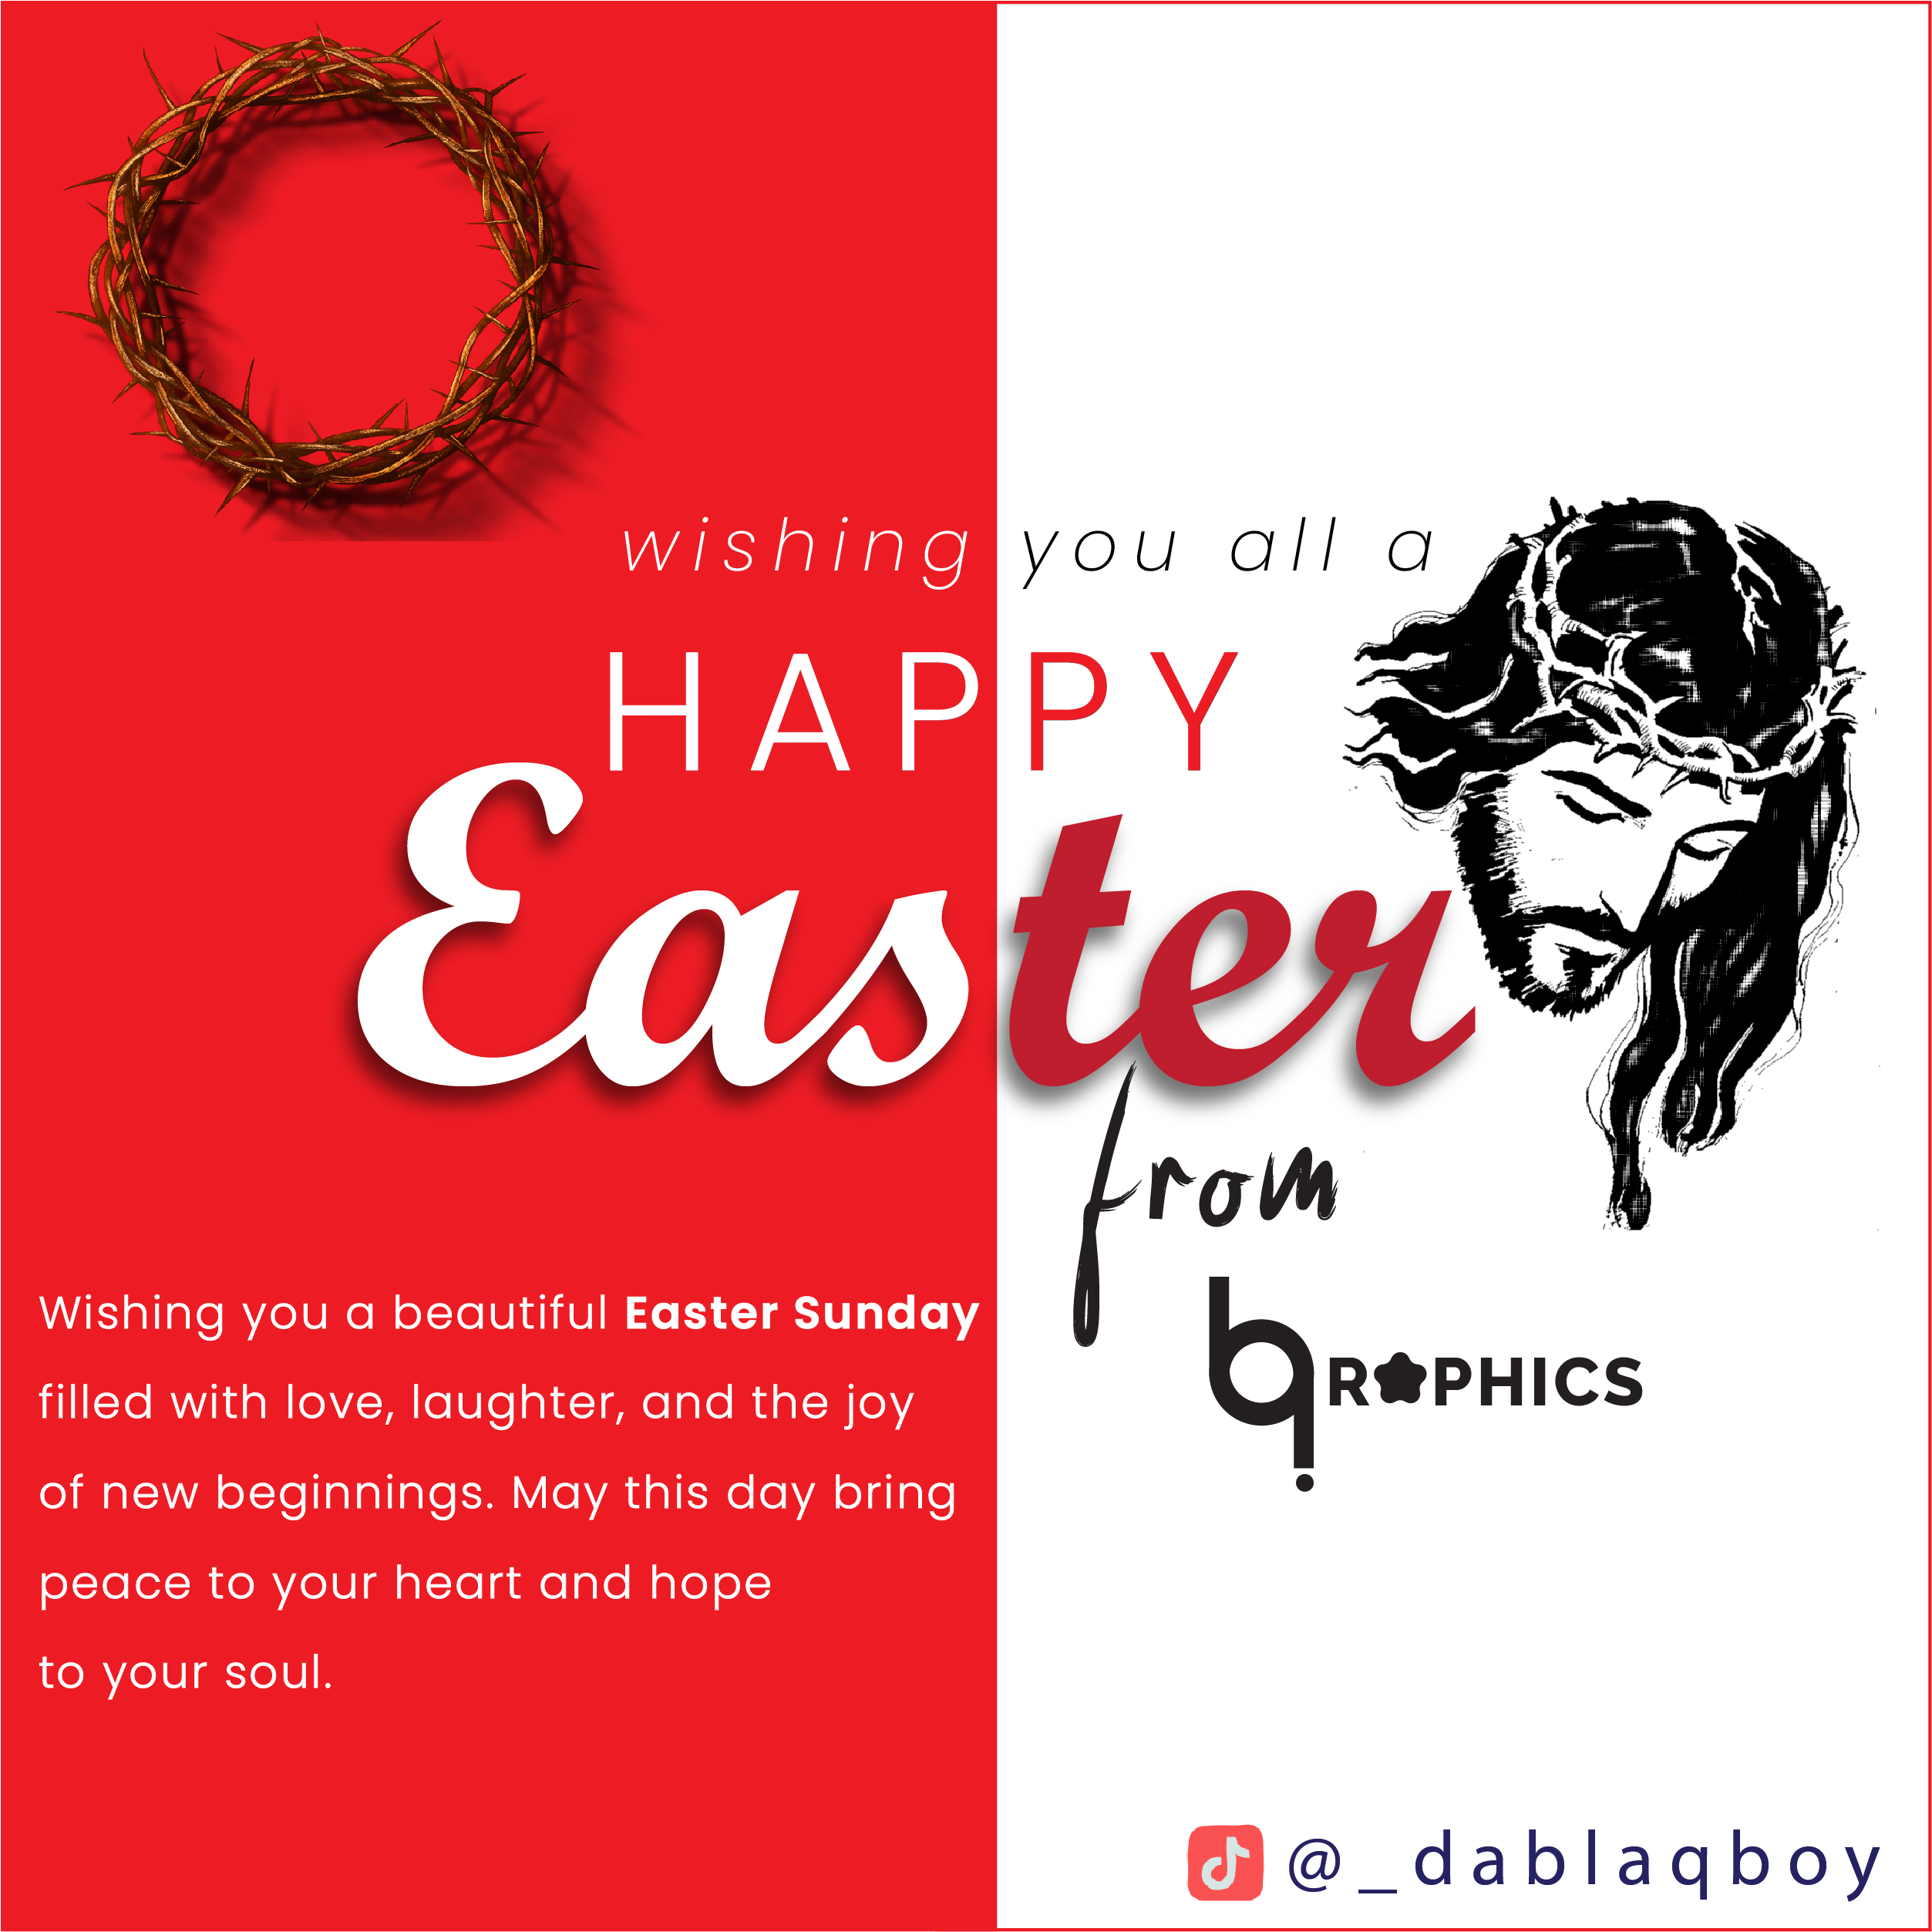 wishing you all a
HAPPY
Easter
from
bqRAPHICS
Wishing you a beautiful Easter Sunday
filled with love, laughter, and the joy
of new beginnings. May this day bring
peace to your heart and hope
to your soul.
@_dablaqboy